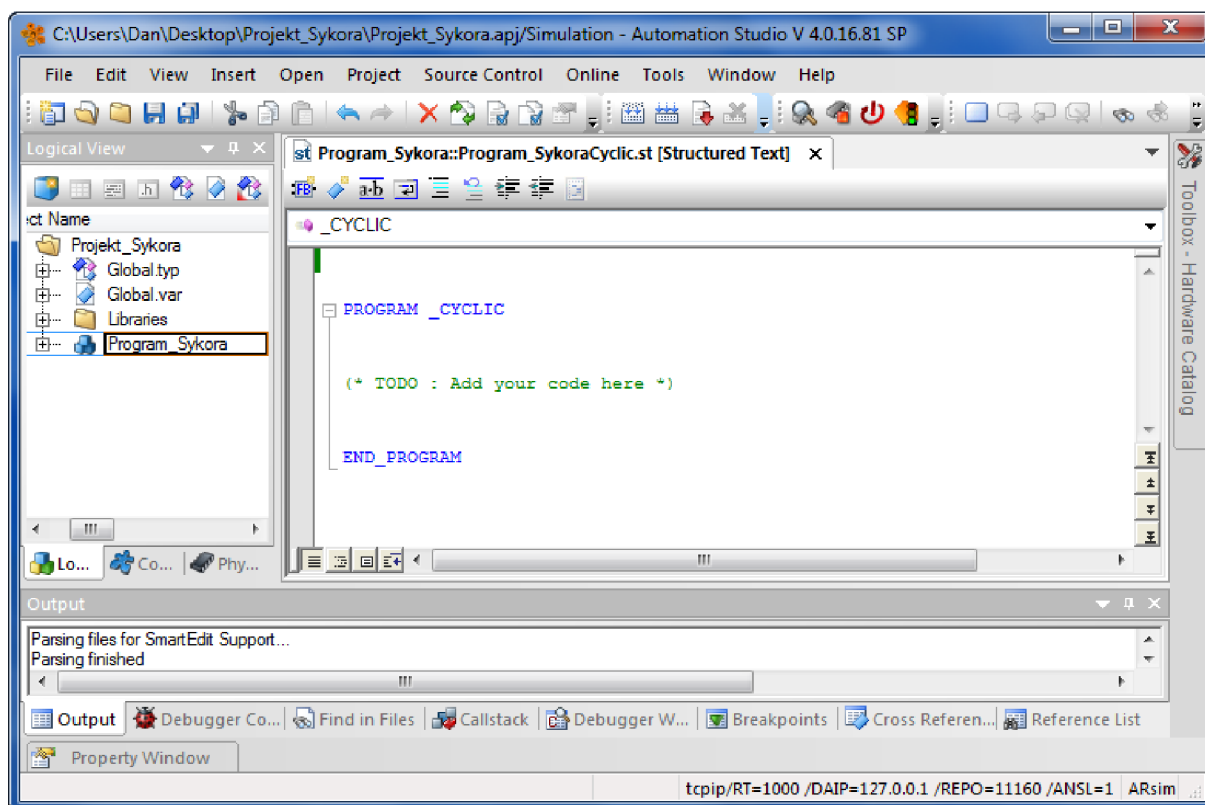 C:\Users\Dan\Desktop\Projekt_Sykora\Projekt_Sykora.apj/Simulation - Automation Studio V 4.0.16.81 SP
File Edit View Insert Open Project Source Control Online Tools Window Help
Logical View
st Program_Sykora::Program_SykoraCyclic.st [Structured Text]
ct Name
_CYCLIC
Projekt_Sykora
Global.typ
Global.var
Libraries
Program_Sykora
PROGRAM _CYCLIC
(* TODO : Add your code here *)
END_PROGRAM
Toolbox - Hardware Catalog
Lo... Co... Phy...
Output
Parsing files for SmartEdit Support...
Parsing finished
Output Debugger Co... Find in Files Callstack Debugger W... Breakpoints Cross Referen... Reference List
Property Window
tcpip/RT=1000 /DAIP=127.0.0.1 /REPO=11160 /ANSL=1 ARsim